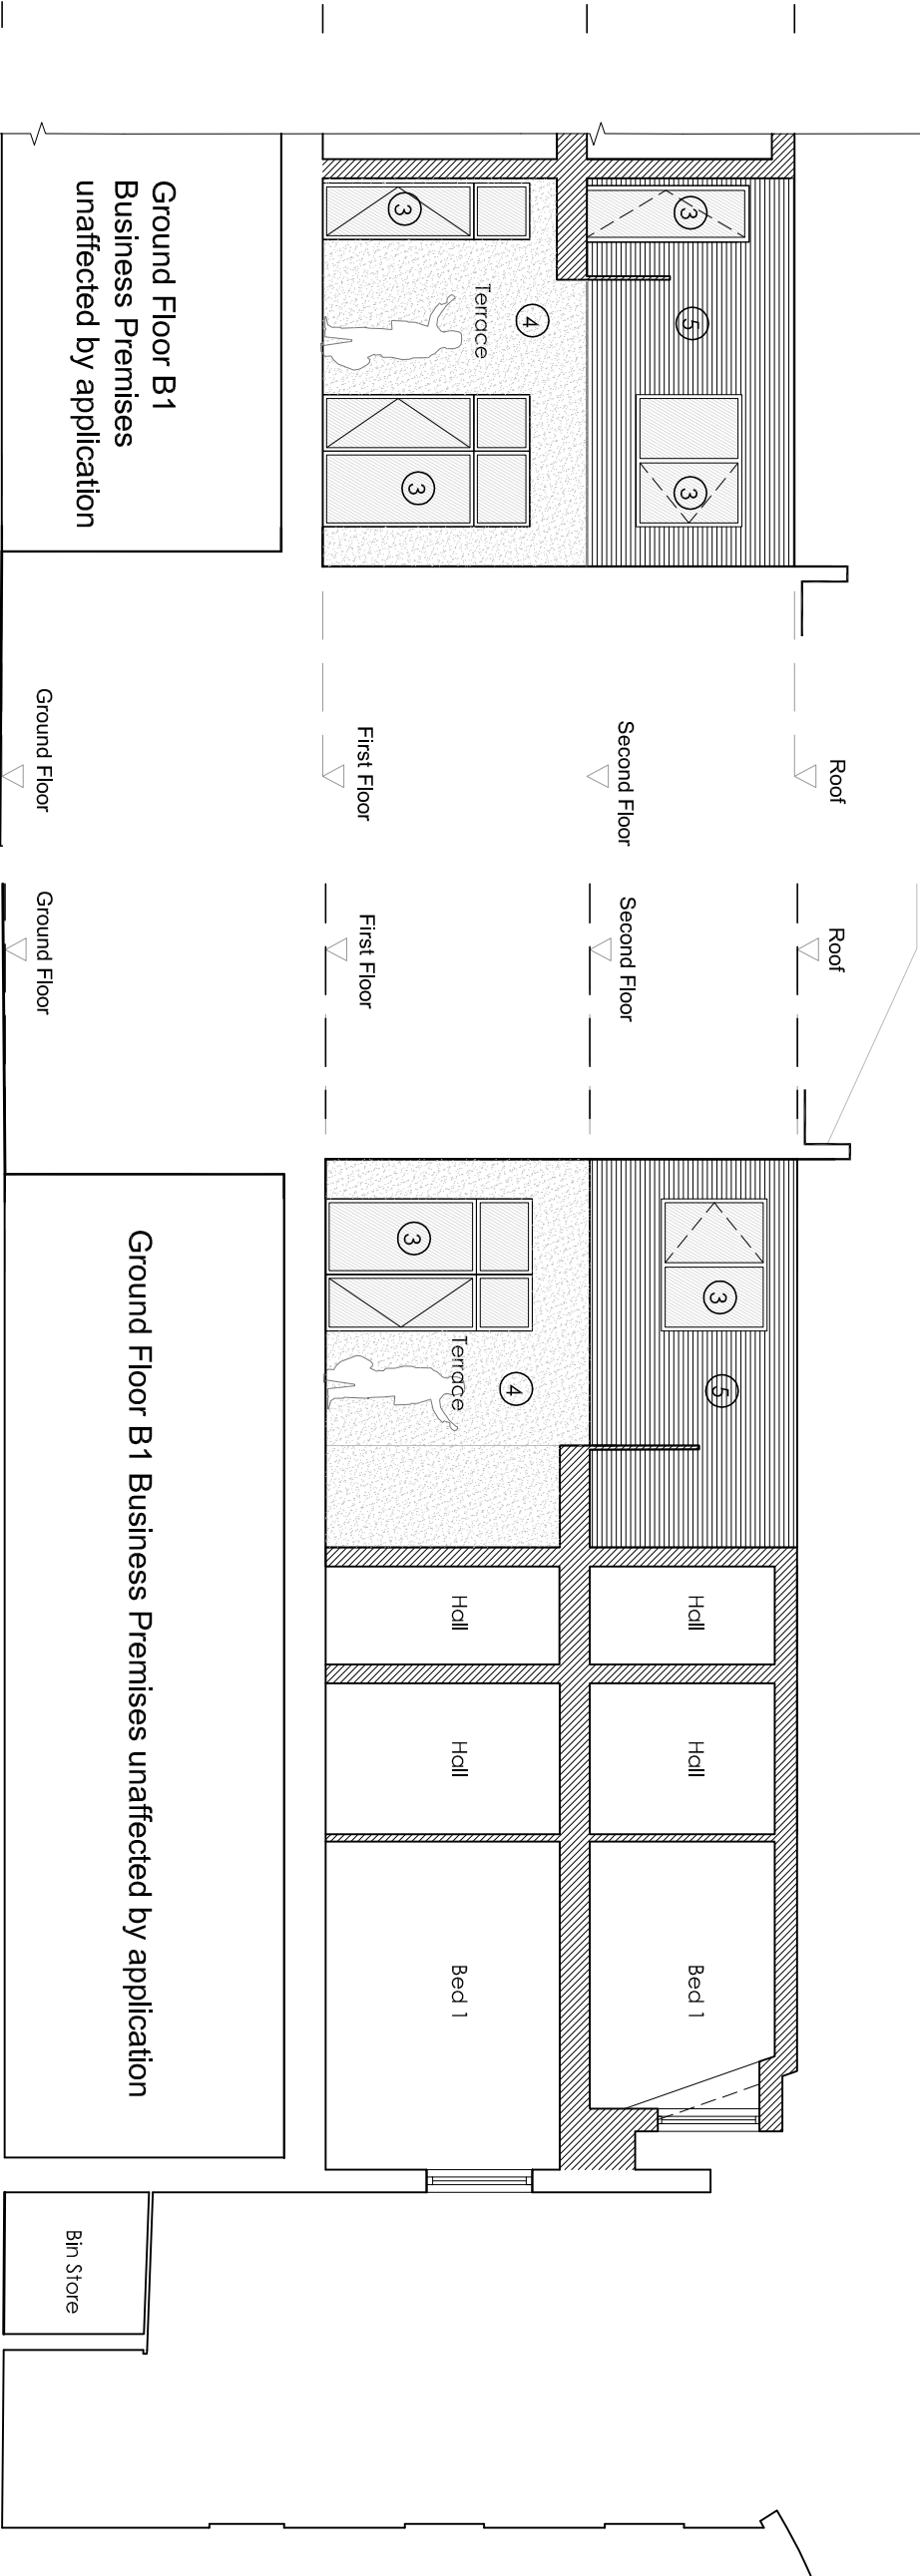 Roof
3
5
3
Second Floor
4
Terrace
3
3
First Floor
Ground Floor B1
Business Premises
unaffected by application
Ground Floor
Roof
3
5
Hall
Hall
Bed 1
Second Floor
4
Terrace
Hall
Hall
Bed 1
3
First Floor
Ground Floor B1 Business Premises unaffected by application
Bin Store
Ground Floor